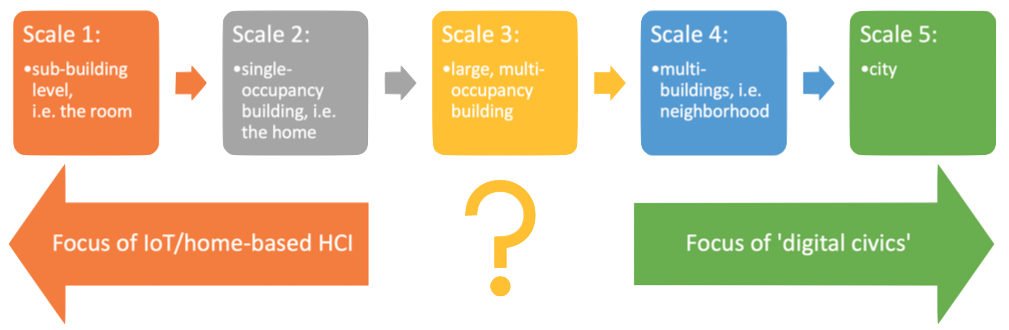 Scale 1:
•sub-building
level,
i.e. the room
Scale 2:
•single-
occupancy
building, i.e.
the home
Scale 3:
•large, multi-
occupancy
building
Scale 4:
•multi-
buildings, i.e.
neighborhood
Scale 5:
•city
Focus of IoT/home-based HCI
?
Focus of 'digital civics'